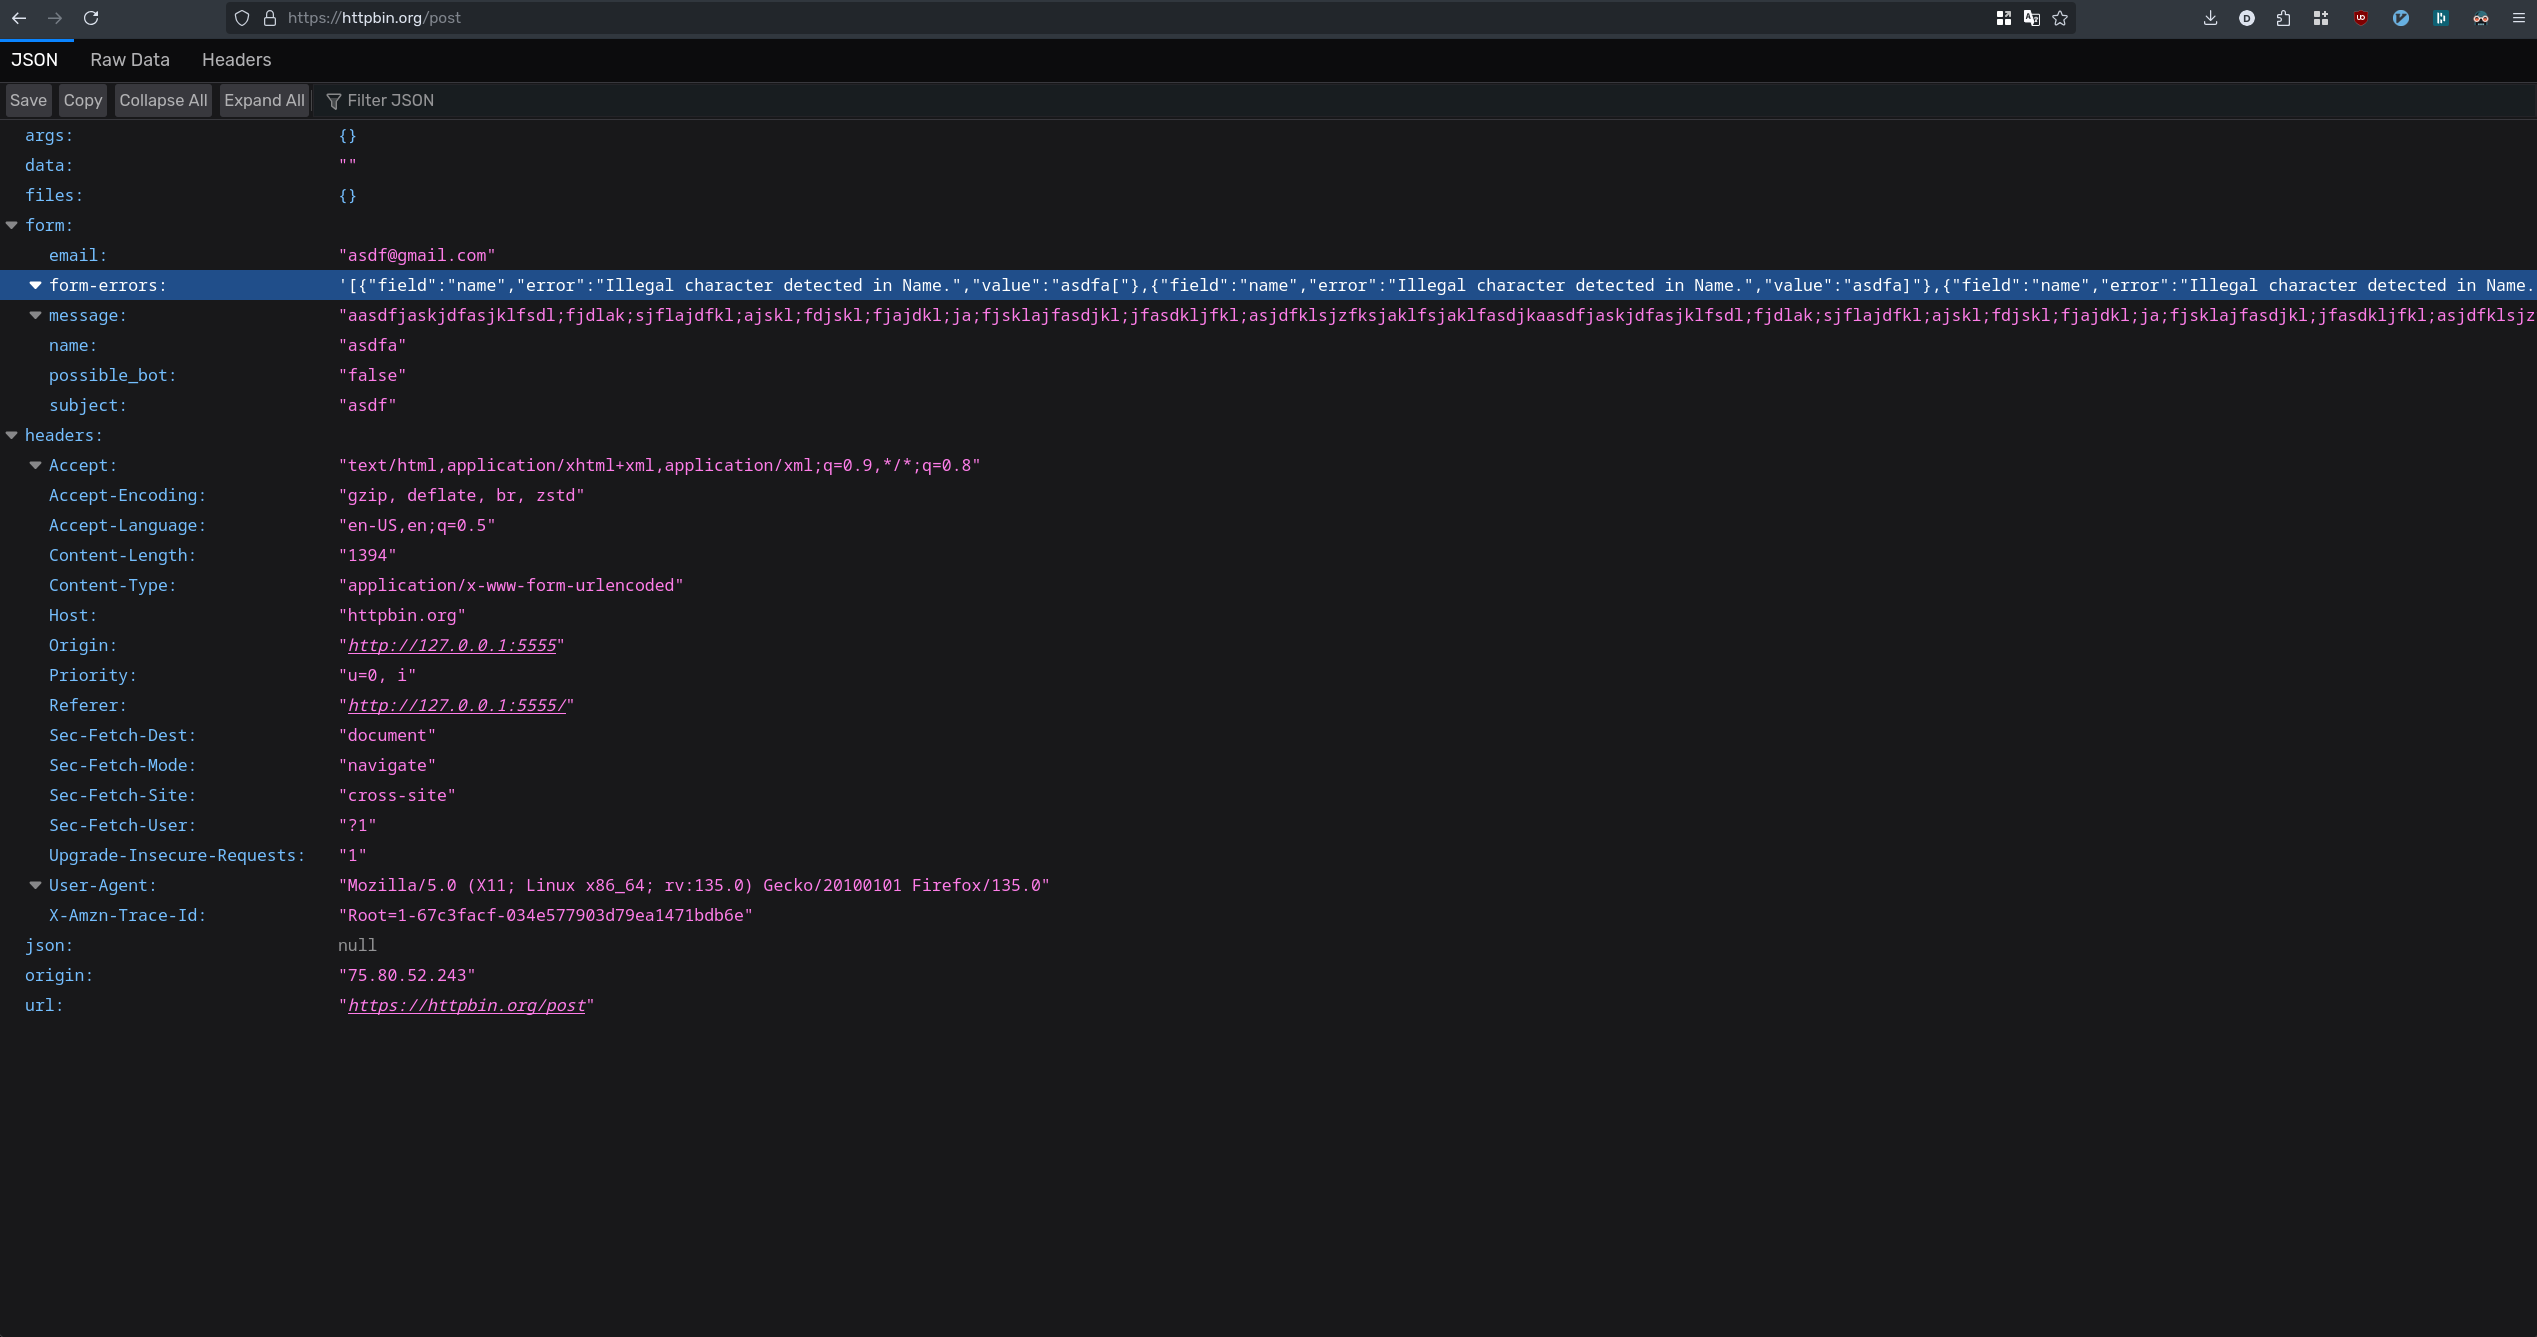 https://httpbin.org/post
JSON Raw Data Headers
Save Copy Collapse All Expand All Filter JSON
args: {}
data: ""
files: {}
form:
email: "asdf@gmail.com"
form-errors: '[{"field":"name","error":"Illegal character detected in Name.","value":"asdfa["},{"field":"name","error":"Illegal character detected in Name.","value":"asdfa]"},{"field":"name","error":"Illegal character detected in Name.
message: "aasdfjaskjdfasjklfsdl;fjdlak;sjflajdfkl;ajskl;fdjskl;fjajdkl;ja;fjsklajfasdjkl;jfasdkljfkl;asjdfklsjzfksjaklfsjaklfasdjkaasdfjaskjdfasjklfsdl;fjdlak;sjflajdfkl;ajskl;fdjskl;fjajdkl;ja;fjsklajfasdjkl;jfasdkljfkl;asjdfklsjz
name: "asdfa"
possible_bot: "false"
subject: "asdf"
headers:
Accept: "text/html,application/xhtml+xml,application/xml;q=0.9,*/*;q=0.8"
Accept-Encoding: "gzip, deflate, br, zstd"
Accept-Language: "en-US,en;q=0.5"
Content-Length: "1394"
Content-Type: "application/x-www-form-urlencoded"
Host: "httpbin.org"
Origin: "http://127.0.0.1:5555"
Priority: "u=0, i"
Referer: "http://127.0.0.1:5555/"
Sec-Fetch-Dest: "document"
Sec-Fetch-Mode: "navigate"
Sec-Fetch-Site: "cross-site"
Sec-Fetch-User: "?1"
Upgrade-Insecure-Requests: "1"
User-Agent: "Mozilla/5.0 (X11; Linux x86_64; rv:135.0) Gecko/20100101 Firefox/135.0"
X-Amzn-Trace-Id: "Root=1-67c3facf-034e577903d79ea1471bdb6e"
json: null
origin: "75.80.52.243"
url: "https://httpbin.org/post"